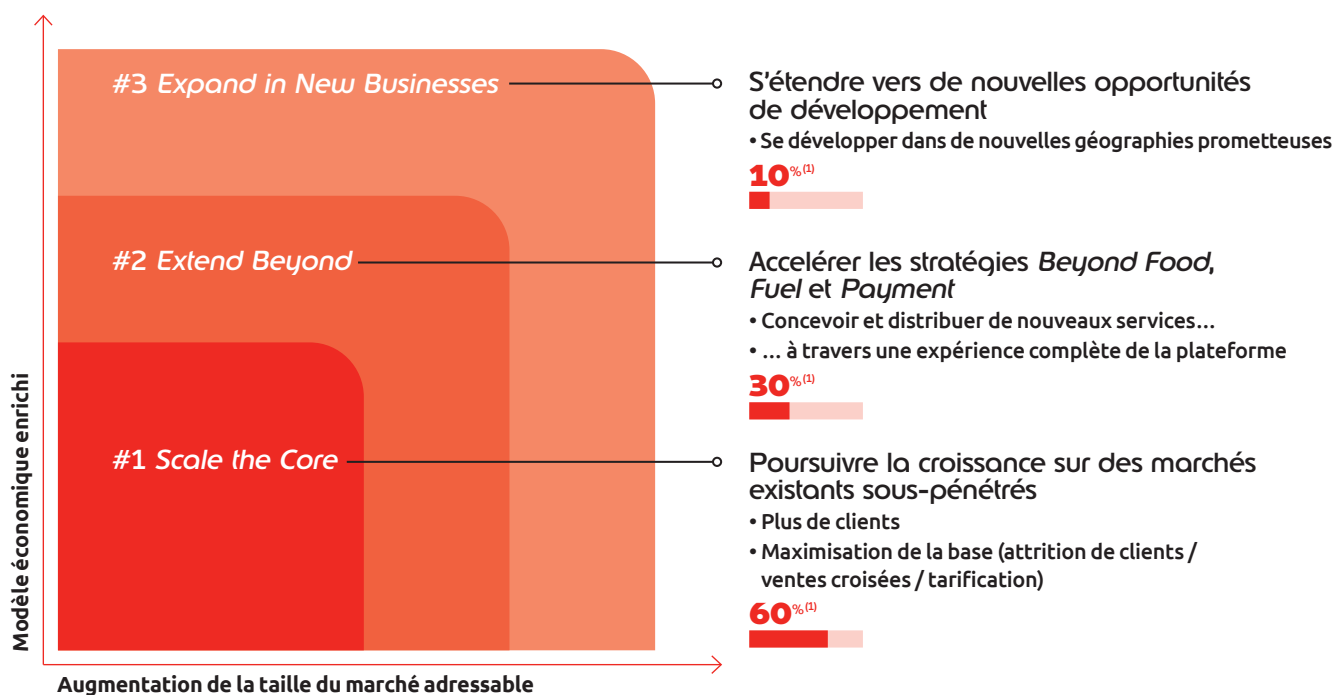 #3 Expand in New Businesses
S'étendre vers de nouvelles opportunités
de développement
• Se développer dans de nouvelles géographies prometteuses
10%(1)
#2 Extend Beyond
Accelérer les stratégies Beyond Food,
Fuel et Payment
• Concevoir et distribuer de nouveaux services…
• … à travers une expérience complète de la plateforme
30%(1)
#1 Scale the Core
Poursuivre la croissance sur des marchés
existants sous-pénétrés
• Plus de clients
• Maximisation de la base (attrition de clients /
ventes croisées / tarification)
60%(1)
Modèle économique enrichi
Augmentation de la taille du marché adressable